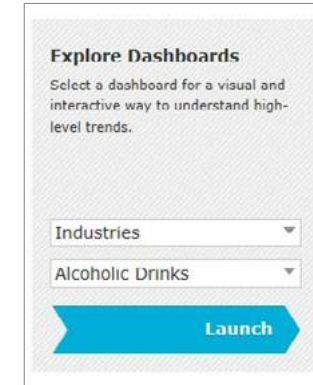 Explore Dashboards
Select a dashboard for a visual and
interactive way to understand high-
level trends.
Industries
Alcoholic Drinks
Launch